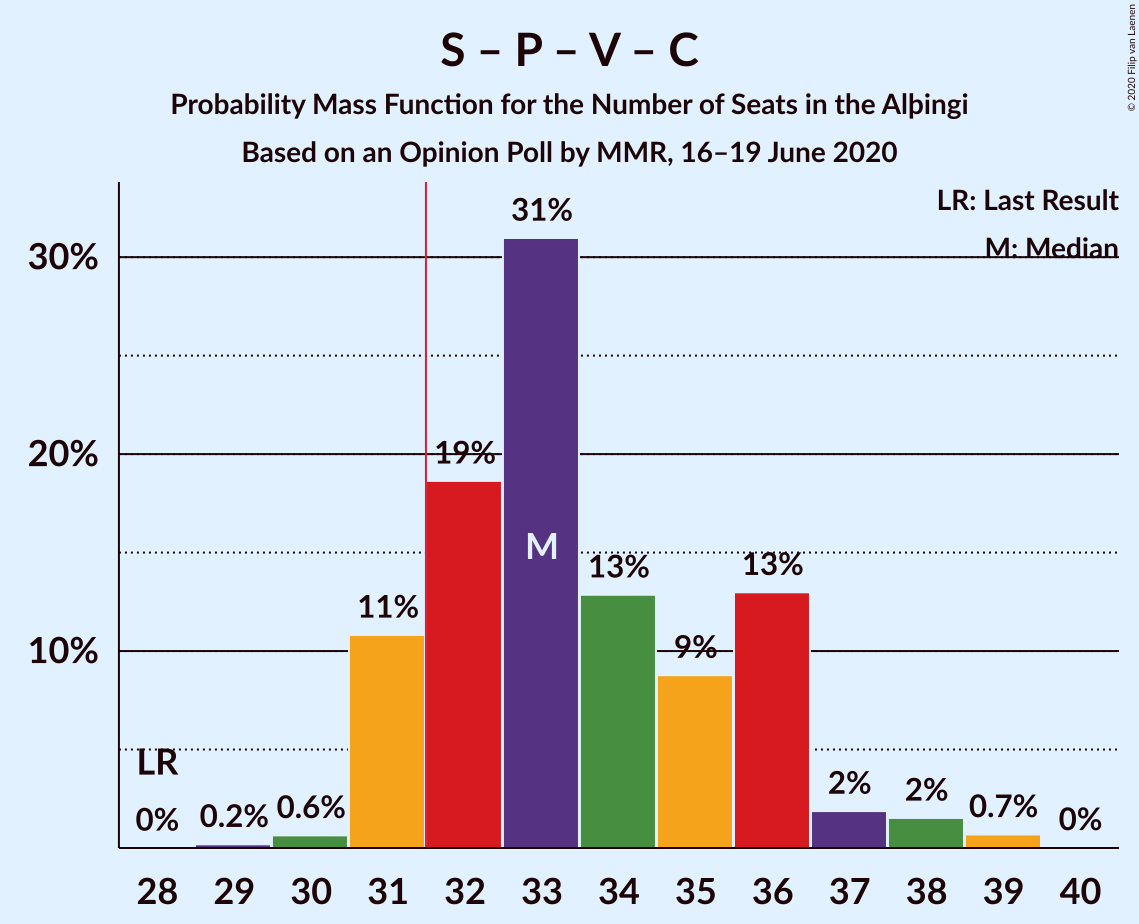 S – P – V – C
Probability Mass Function for the Number of Seats in the Alþingi
Based on an Opinion Poll by MMR, 16–19 June 2020
© 2020 Filip van Laenen
LR: Last Result
M: Median
30%
20%
10%
LR
0%
0.2%
0.6%
11%
19%
31%
M
13%
9%
13%
2%
2%
0.7%
0%
28 29 30 31 32 33 34 35 36 37 38 39 40